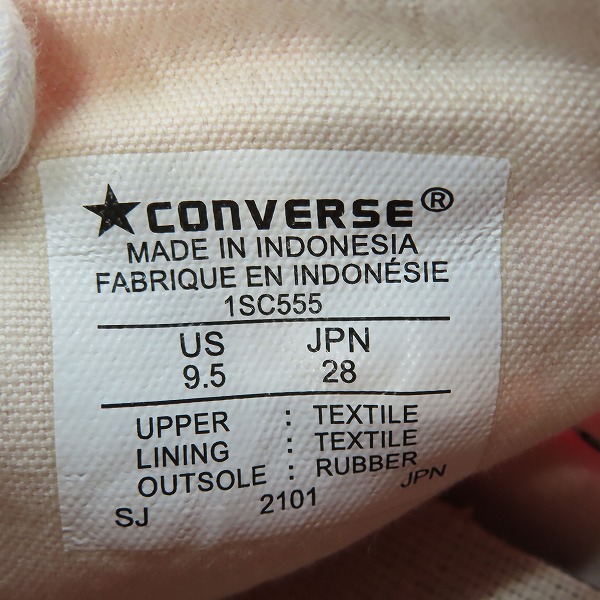 ★CONVERSE®
MADE IN INDONESIA
FABRIQUE EN INDONÉSIE
1SC555
US JPN
9.5 28
UPPER : TEXTILE
LINING : TEXTILE
OUTSOLE : RUBBER
SJ 2101 JPN